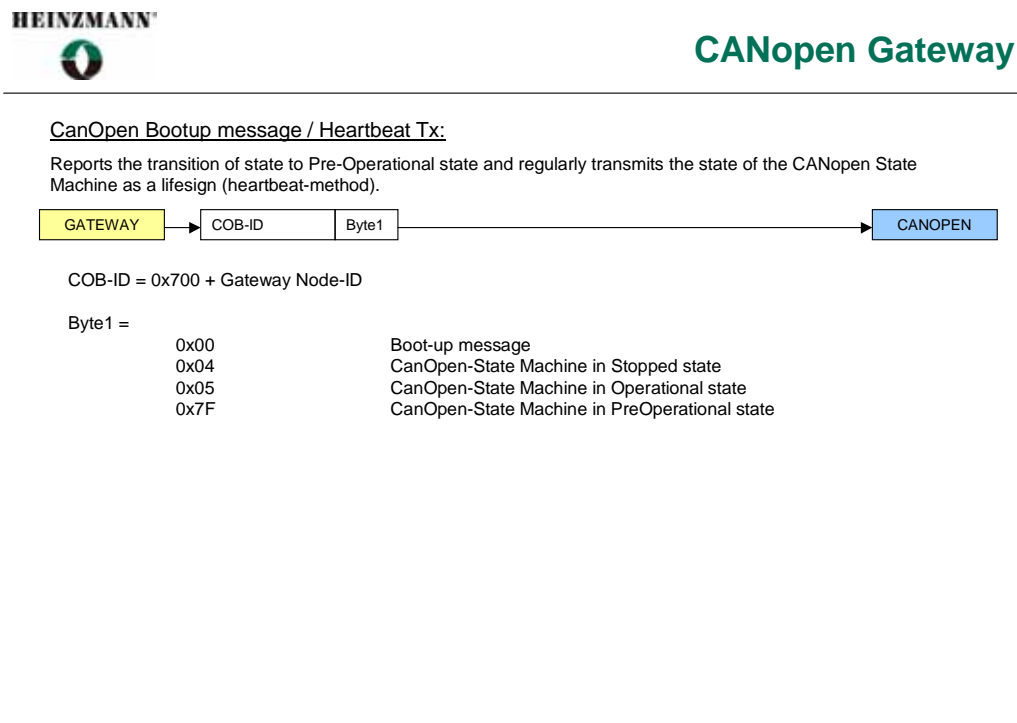 HEINZMANN
CANopen Gateway
CanOpen Bootup message / Heartbeat Tx:
Reports the transition of state to Pre-Operational state and regularly transmits the state of the CANopen State
Machine as a lifesign (heartbeat-method).
GATEWAY COB-ID Byte1 CANOPEN
COB-ID = 0x700 + Gateway Node-ID
Byte1 =
0x00 Boot-up message
0x04 CanOpen-State Machine in Stopped state
0x05 CanOpen-State Machine in Operational state
0x7F CanOpen-State Machine in PreOperational state